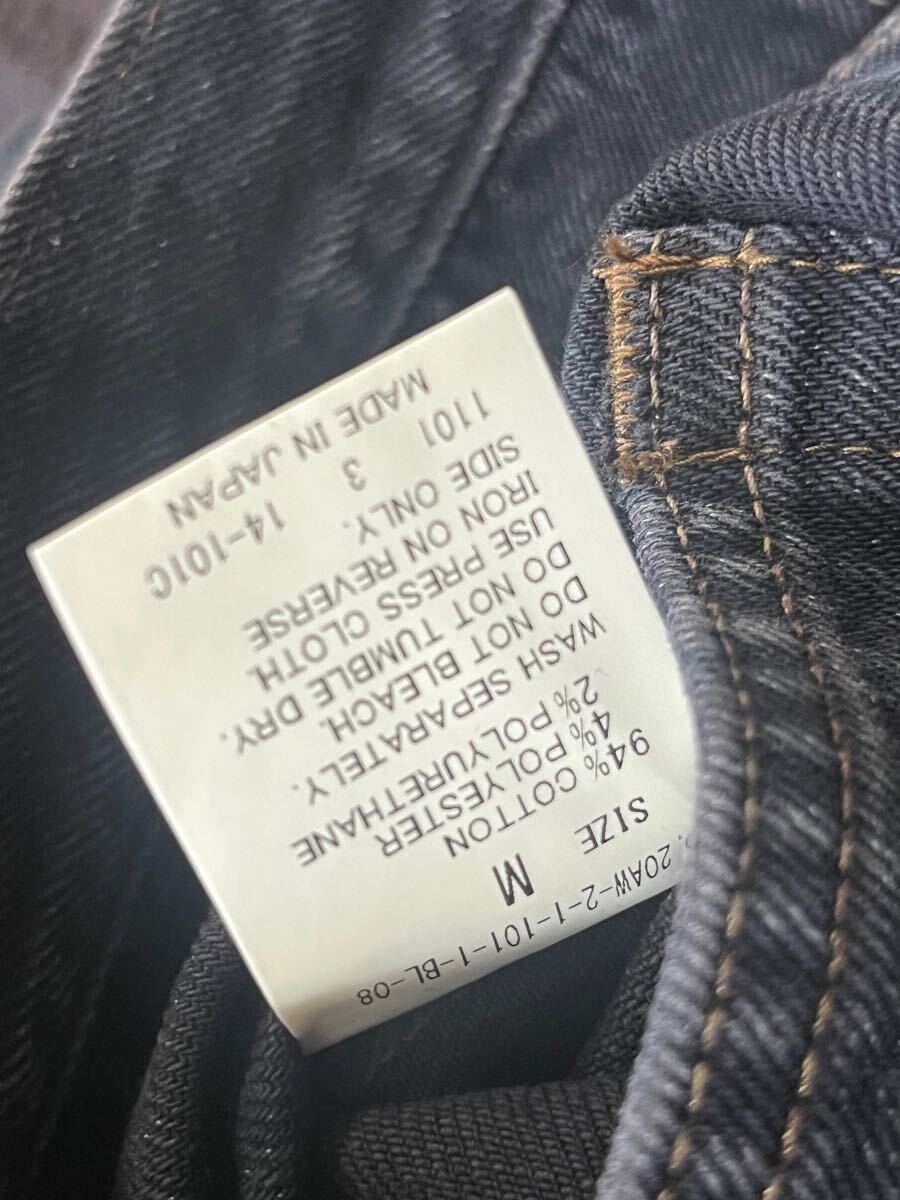 20AW-2-1-101-1-BL-08
SIZE M
94% COTTON
4% POLYESTER
2% POLYURETHANE
WASH SEPARATELY.
DO NOT BLEACH.
DO NOT TUMBLE DRY.
USE PRESS CLOTH.
IRON ON REVERSE
SIDE ONLY.
1101 3 14-101C
MADE IN JAPAN